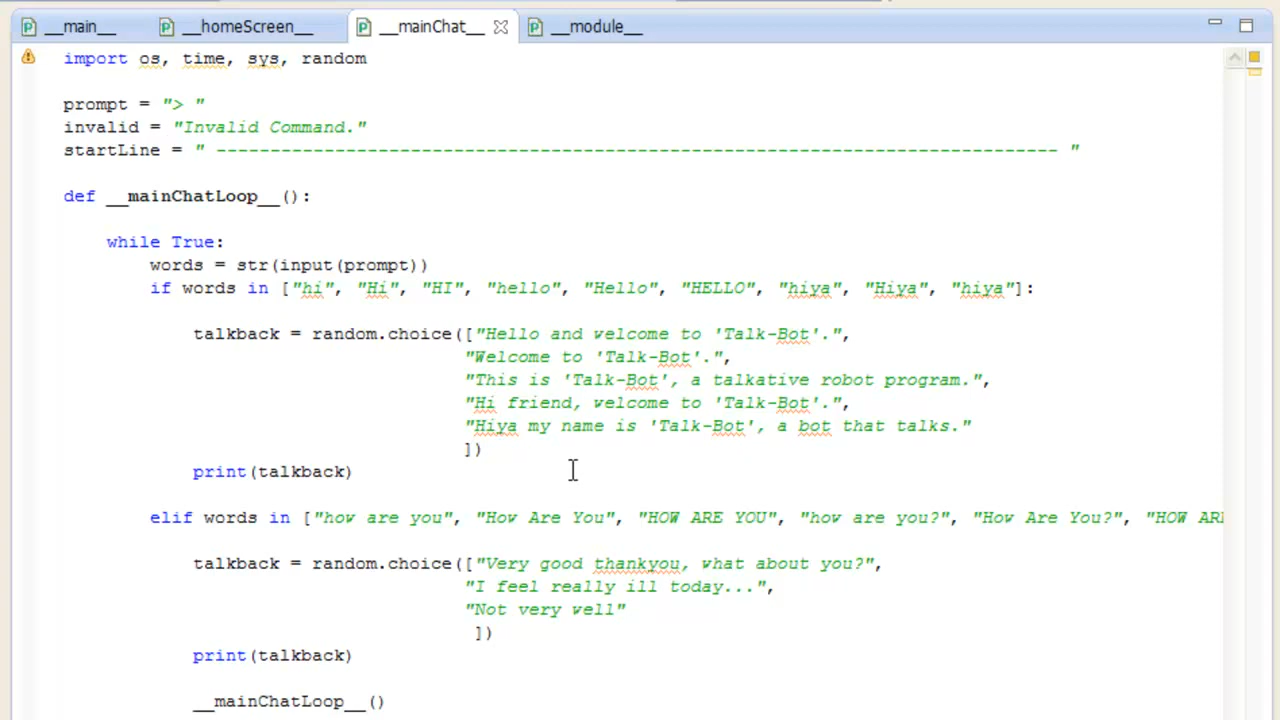 __main__ __homeScreen__ __mainChat__ __module__
import os, time, sys, random
prompt = "> "
invalid = "Invalid Command."
startLine = " ------------------------------------------------------------------------------ "
def __mainChatLoop__():
while True:
words = str(input(prompt))
if words in ["hi", "Hi", "HI", "hello", "Hello", "HELLO", "hiya", "Hiya", "hiya"]:
talkback = random.choice(["Hello and welcome to 'Talk-Bot'.",
"Welcome to 'Talk-Bot'.",
"This is 'Talk-Bot', a talkative robot program.",
"Hi friend, welcome to 'Talk-Bot'.",
"Hiya my name is 'Talk-Bot', a bot that talks."
])
print(talkback)
elif words in ["how are you", "How Are You", "HOW ARE YOU", "how are you?", "How Are You?", "HOW AR
talkback = random.choice(["Very good thankyou, what about you?",
"I feel really ill today...",
"Not very well"
])
print(talkback)
__mainChatLoop__()